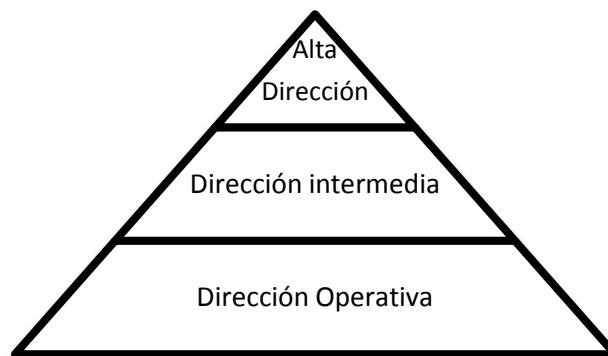 Alta
Dirección
Dirección intermedia
Dirección Operativa